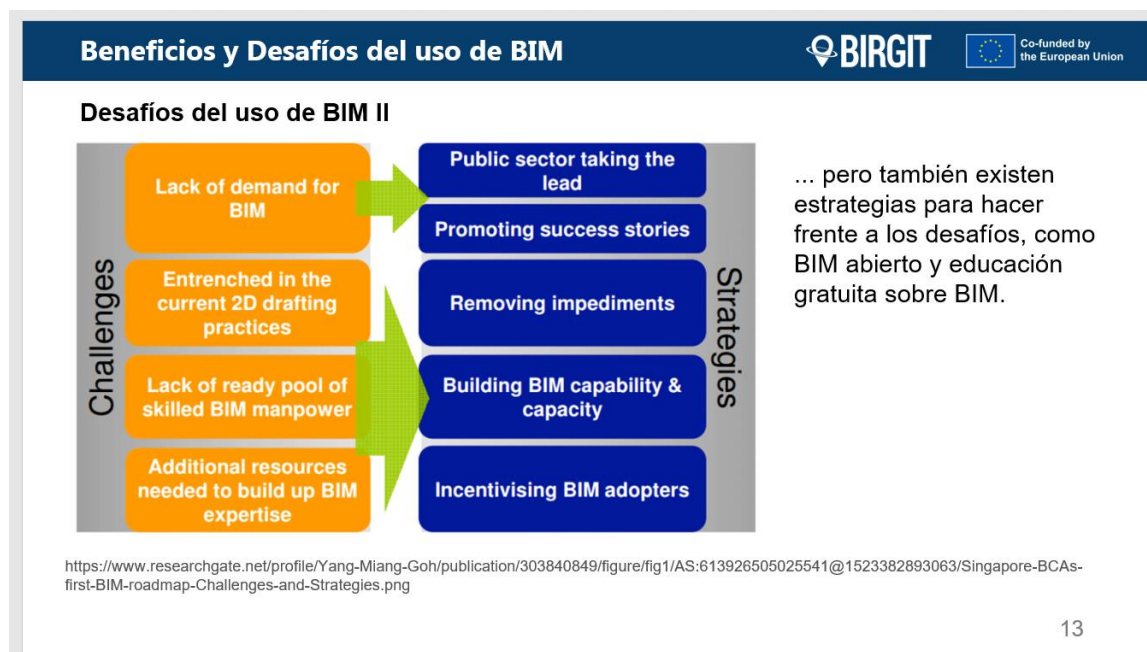 Beneficios y Desafíos del uso de BIM
BIRGIT
Co-funded by
the European Union
Desafíos del uso de BIM II
Challenges
Lack of demand for
BIM
Entrenched in the
current 2D drafting
practices
Lack of ready pool of
skilled BIM manpower
Additional resources
needed to build up BIM
expertise
Public sector taking the
lead
Promoting success stories
Removing impediments
Building BIM capability &
capacity
Incentivising BIM adopters
Strategies
... pero también existen
estrategias para hacer
frente a los desafíos, como
BIM abierto y educación
gratuita sobre BIM.
https://www.researchgate.net/profile/Yang-Miang-Goh/publication/303840849/figure/fig1/AS:613926505025541@1523382893063/Singapore-BCAs-
first-BIM-roadmap-Challenges-and-Strategies.png
13